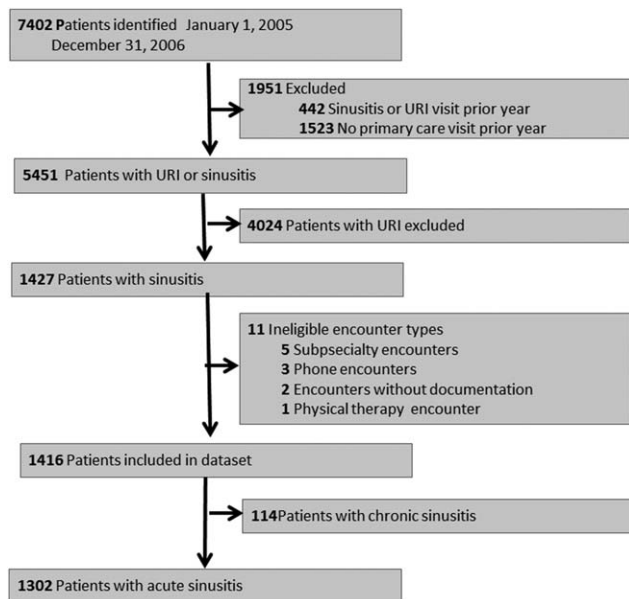 7402 Patients identified January 1, 2005
December 31, 2006
1951 Excluded
442 Sinusitis or URI visit prior year
1523 No primary care visit prior year
5451 Patients with URI or sinusitis
4024 Patients with URI excluded
1427 Patients with sinusitis
11 Ineligible encounter types
5 Subpsecialty encounters
3 Phone encounters
2 Encounters without documentation
1 Physical therapy encounter
1416 Patients included in dataset
114Patients with chronic sinusitis
1302 Patients with acute sinusitis